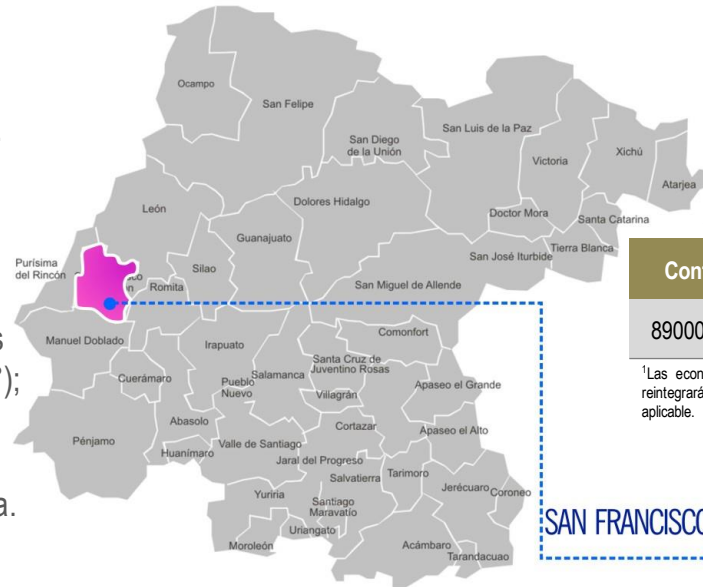 Ocampo
San Felipe
San Diego
de la Unión
San Luis de la Paz
Victoria
Xichú
Atarjea
León
Dolores Hidalgo
Doctor Mora
Santa Catarina
Guanajuato
Purísima
del Rincón
Silao
Romita
San José Iturbide
Tierra Blanca
San Miguel de Allende
Manuel Doblado
Irapuato
Comonfort
Cuerámaro
Pueblo
Nuevo
Salamanca
Santa Cruz de
Juventino Rosas
Villagrán
Apaseo el Grande
Pénjamo
Abasolo
Cortazar
Apaseo el Alto
Huanímaro
Valle de Santiago
Jaral del Progreso
Salvatierra
Tarimoro
Jerécuaro
Coroneo
Yuriria
Santiago
Maravatío
Uriangato
Moroleón
Acámbaro
Tarandacuao
89000
¹Las econ
reintegrará
aplicable.
SAN FRANCISCO